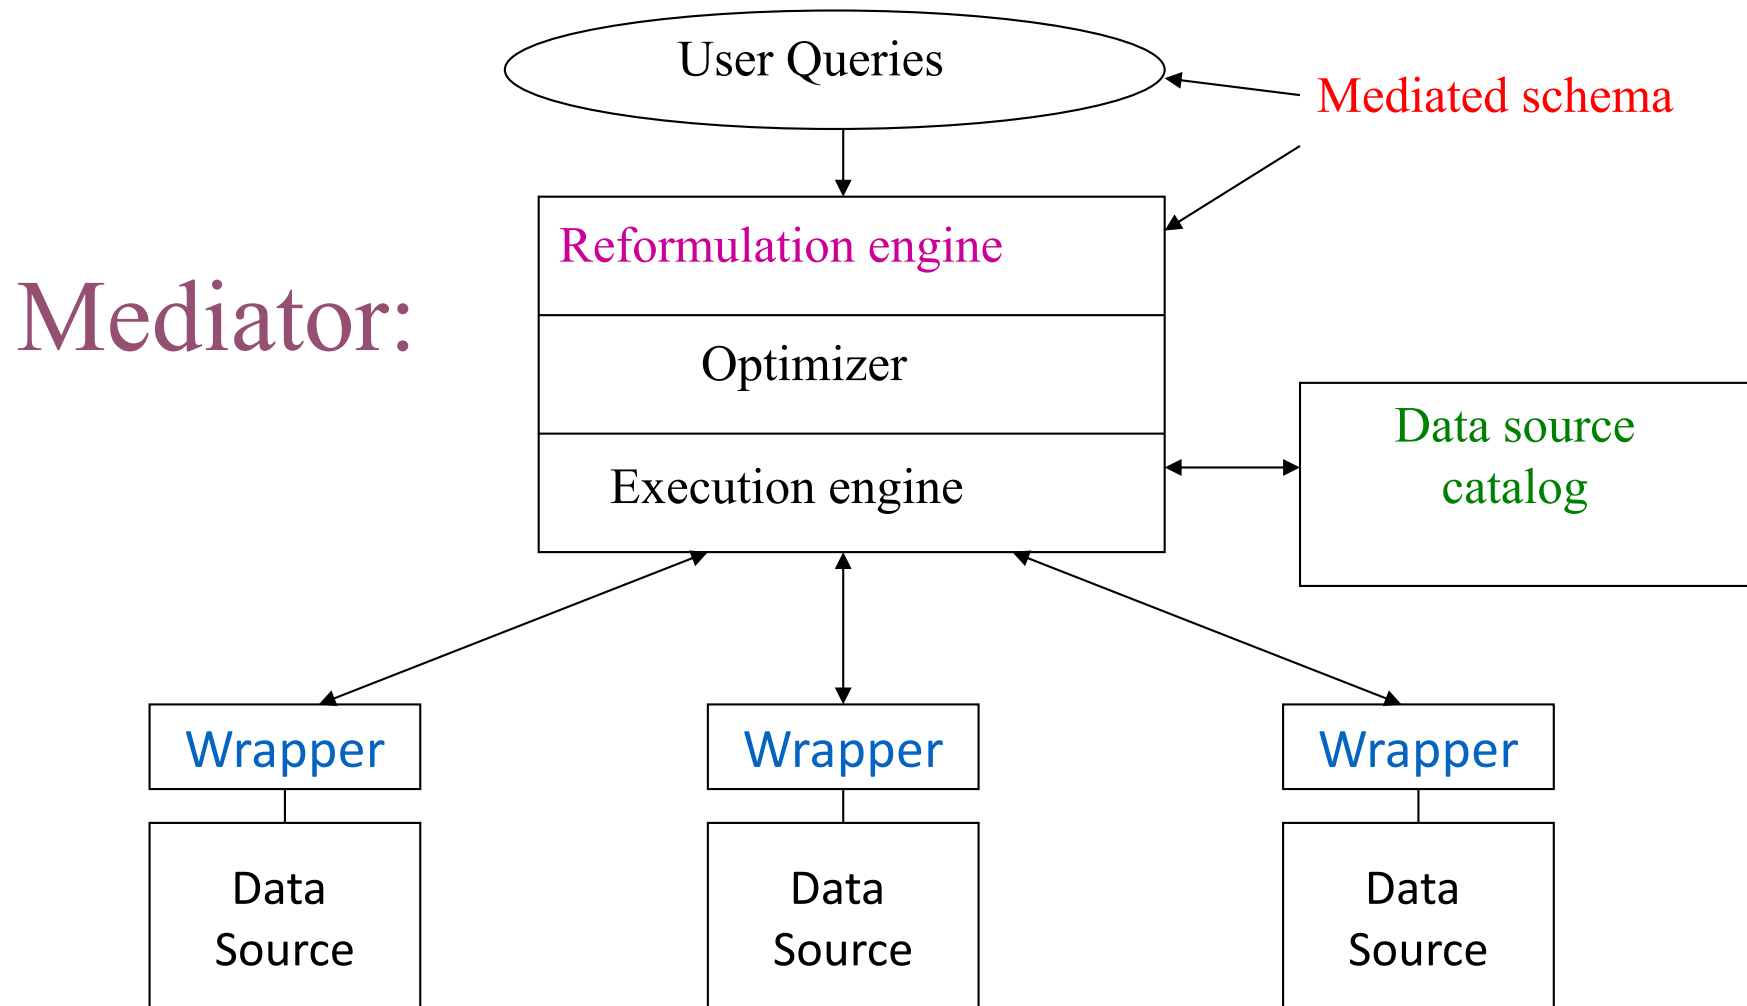 User Queries
Mediated schema
Reformulation engine
Mediator:
Optimizer
Data source
catalog
Execution engine
Wrapper
Wrapper
Wrapper
Data
Source
Data
Source
Data
Source